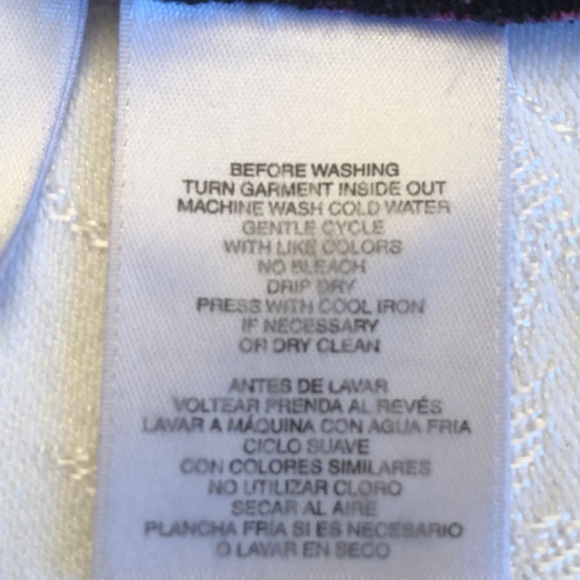 BEFORE WASHING
TURN GARMENT INSIDE OUT
MACHINE WASH COLD WATER
GENTLE CYCLE
WITH LIKE COLORS
NO BLEACH
DRIP DRY
PRESS WITH COOL IRON
IF NECESSARY
OR DRY CLEAN
ANTES DE LAVAR
VOLTEAR PRENDA AL REVÉS
LAVAR A MÁQUINA CON AGUA FRIA
CICLO SUAVE
CON COLORES SIMILARES
NO UTILIZAR CLORO
SECAR AL AIRE
PLANCHA FRÍA SI ES NECESARIO
O LAVAR EN SECO